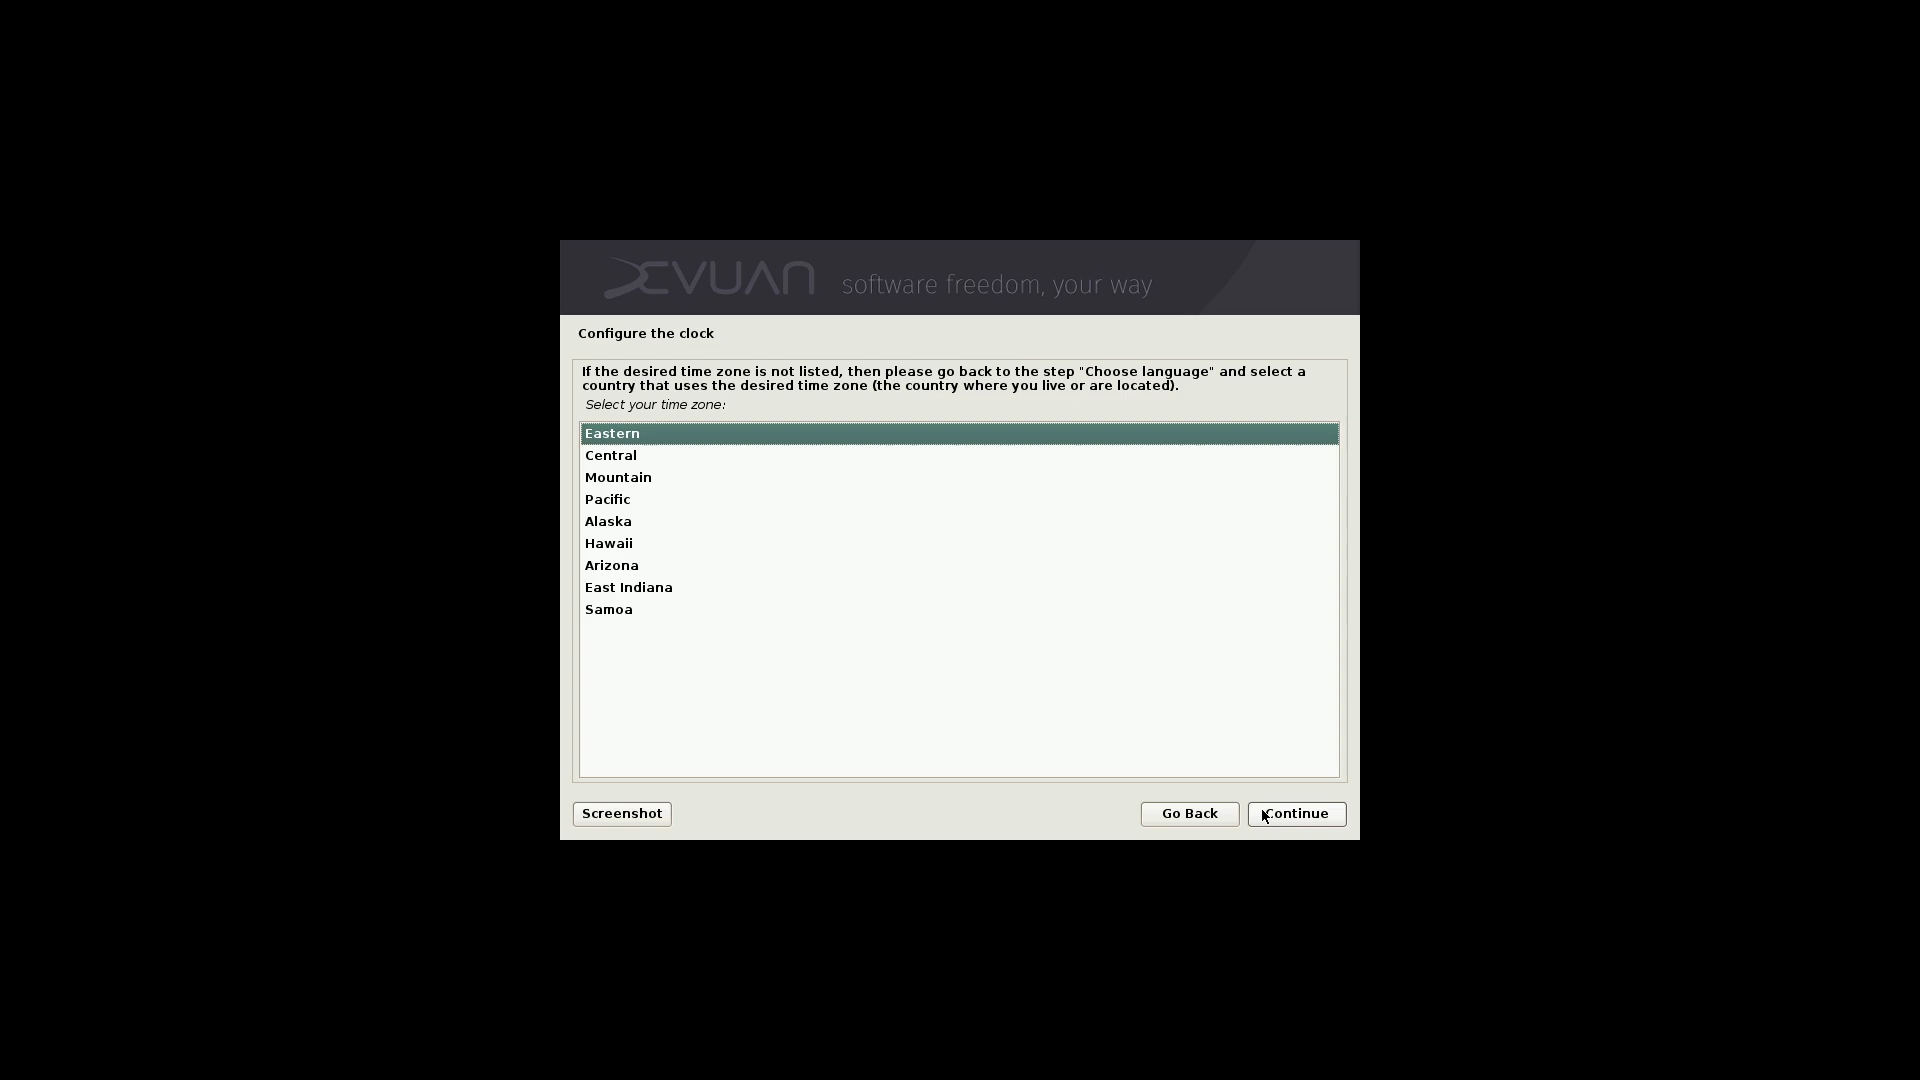 DEVUAN software freedom, your way
Configure the clock
If the desired time zone is not listed, then please go back to the step "Choose language" and select a
country that uses the desired time zone (the country where you live or are located).
Select your time zone:
Eastern
Central
Mountain
Pacific
Alaska
Hawaii
Arizona
East Indiana
Samoa
Screenshot
Go Back
Continue